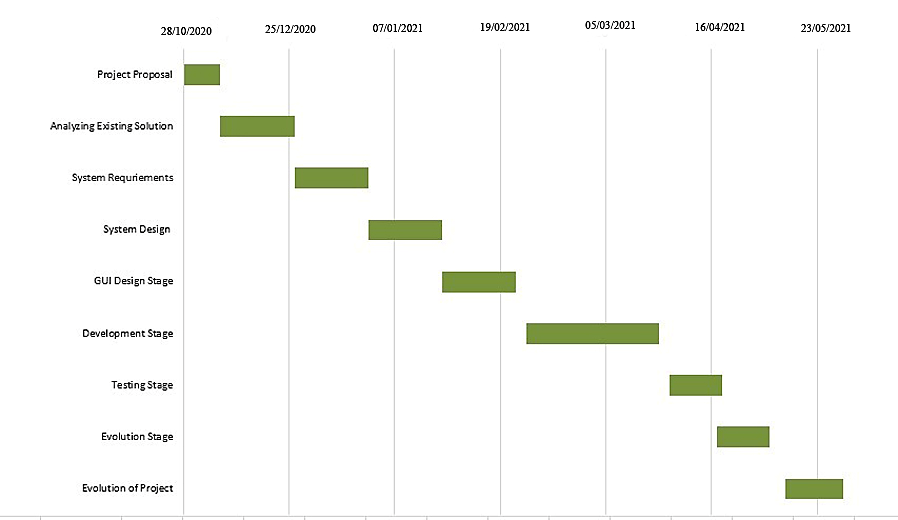 28/10/2020 25/12/2020 07/01/2021 19/02/2021 05/03/2021 16/04/2021 23/05/2021
Project Proposal
Analyzing Existing Solution
System Requriements
System Design
GUI Design Stage
Development Stage
Testing Stage
Evolution Stage
Evolution of Project